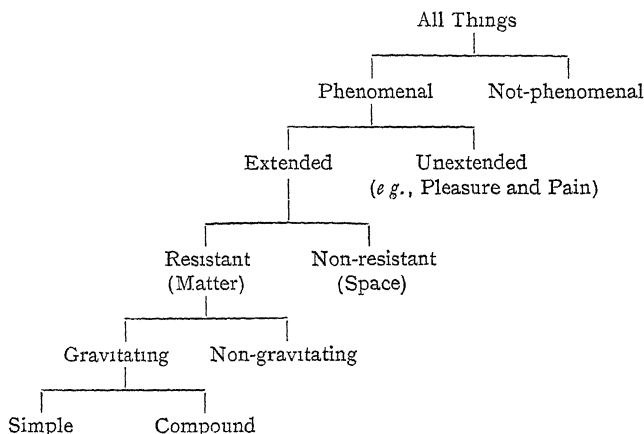 All Things
Phenomenal Not-phenomenal
Extended Unextended
(e g., Pleasure and Pain)
Resistant Non-resistant
(Matter) (Space)
Gravitating Non-gravitating
Simple Compound